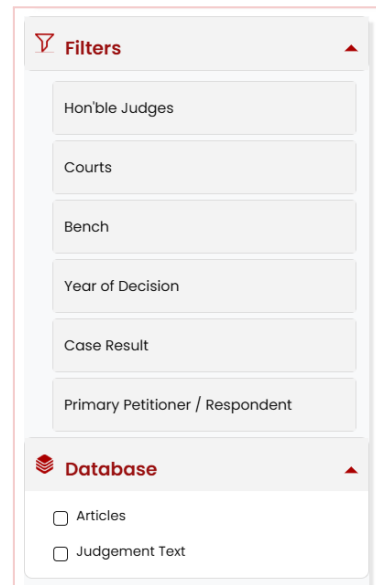 Filters
Hon'ble Judges
Courts
Bench
Year of Decision
Case Result
Primary Petitioner / Respondent
Database
Articles
Judgement Text